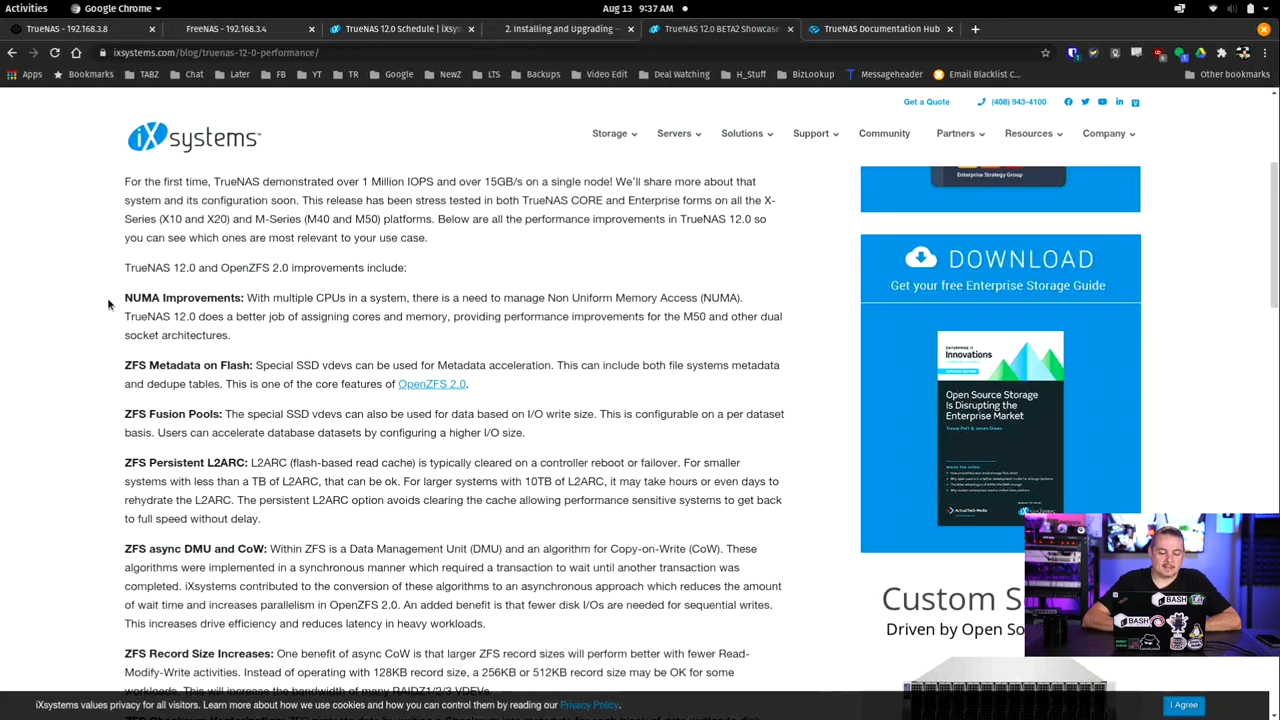 Activities
Google Chrome
Aug 13 9:37 AM
TrueNAS - 192.168.3.8
FreeNAS - 192.168.3.4
TrueNAS 12.0 Schedule | iXsys
2. Installing and Upgrading —
TrueNAS 12.0 BETA2 Showcase
TrueNAS Documentation Hub
ixsystems.com/blog/truenas-12-0-performance/
Apps
Bookmarks
TABZ
Chat
Later
FB
YT
TR
Google
NewZ
LTS
Backups
Video Edit
Deal Watching
H_Stuff
BizLookup
Messageheader
Email Blacklist C...
Other bookmarks
Get a Quote
(408) 943-4100
iXsystems
Storage
Servers
Solutions
Support
Community
Partners
Resources
Company
For the first time, TrueNAS demonstrated over 1 Million IOPS and over 15GB/s on a single node! We'll share more about that
system and its configuration soon. This release has been stress tested in both TrueNAS CORE and Enterprise forms on all the X-
Series (X10 and X20) and M-Series (M40 and M50) platforms. Below are all the performance improvements in TrueNAS 12.0 so
you can see which ones are most relevant to your use case.
TrueNAS 12.0 and OpenZFS 2.0 improvements include:
NUMA Improvements: With multiple CPUs in a system, there is a need to manage Non Uniform Memory Access (NUMA).
TrueNAS 12.0 does a better job of assigning cores and memory, providing performance improvements for the M50 and other dual
socket architectures.
ZFS Metadata on Flash: Special SSD vdevs can be used for Metadata acceleration. This can include both file systems metadata
and dedupe tables. This is one of the core features of OpenZFS 2.0.
ZFS Fusion Pools: The special SSD vdevs can also be used for data based on I/O write size. This is configurable on a per dataset
basis. Users can accelerate database datasets by configuring a higher I/O size.
ZFS Persistent L2ARC: L2ARC (flash-based read cache) is typically cleared on a controller reboot or failover. For smaller
systems with less than a TB of L2ARC, that can be ok. For larger systems with 10TB of L2ARC, it may take hours or even days to
rehydrate the L2ARC. The persistent L2ARC option avoids clearing the cache allowing performance sensitive systems to get back
to full speed without delay.
ZFS async DMU and CoW: Within ZFS is a Data Management Unit (DMU) and an algorithm for Copy-on-Write (CoW). These
algorithms were implemented in a synchronous manner which required a transaction to wait until another transaction was
completed. iXsystems contributed to the conversion of these algorithms to an asynchronous approach which reduces the amount
of wait time and increases parallelism in OpenZFS 2.0. An added benefit is that fewer disk I/Os are needed for sequential writes.
This increases drive efficiency and reduces latency in heavy workloads.
ZFS Record Size Increases: One benefit of async CoW is that larger ZFS record sizes will perform better with fewer Read-
Modify-Write activities. Instead of operating with 128KB record size, a 256KB or 512KB record size may be OK for some
workloads. This will increase the bandwidth of many RAIDZ1/2/3 VDEVs.
Enterprise Strategy Group
DOWNLOAD
Get your free Enterprise Storage Guide
Innovations
Open Source Storage
Is Disrupting the
Enterprise Market
Custom S
Driven by Open So
BASH
BASH
iXsystems values privacy for all visitors. Learn more about how we use cookies and how you can control them by reading our Privacy Policy.
I Agree